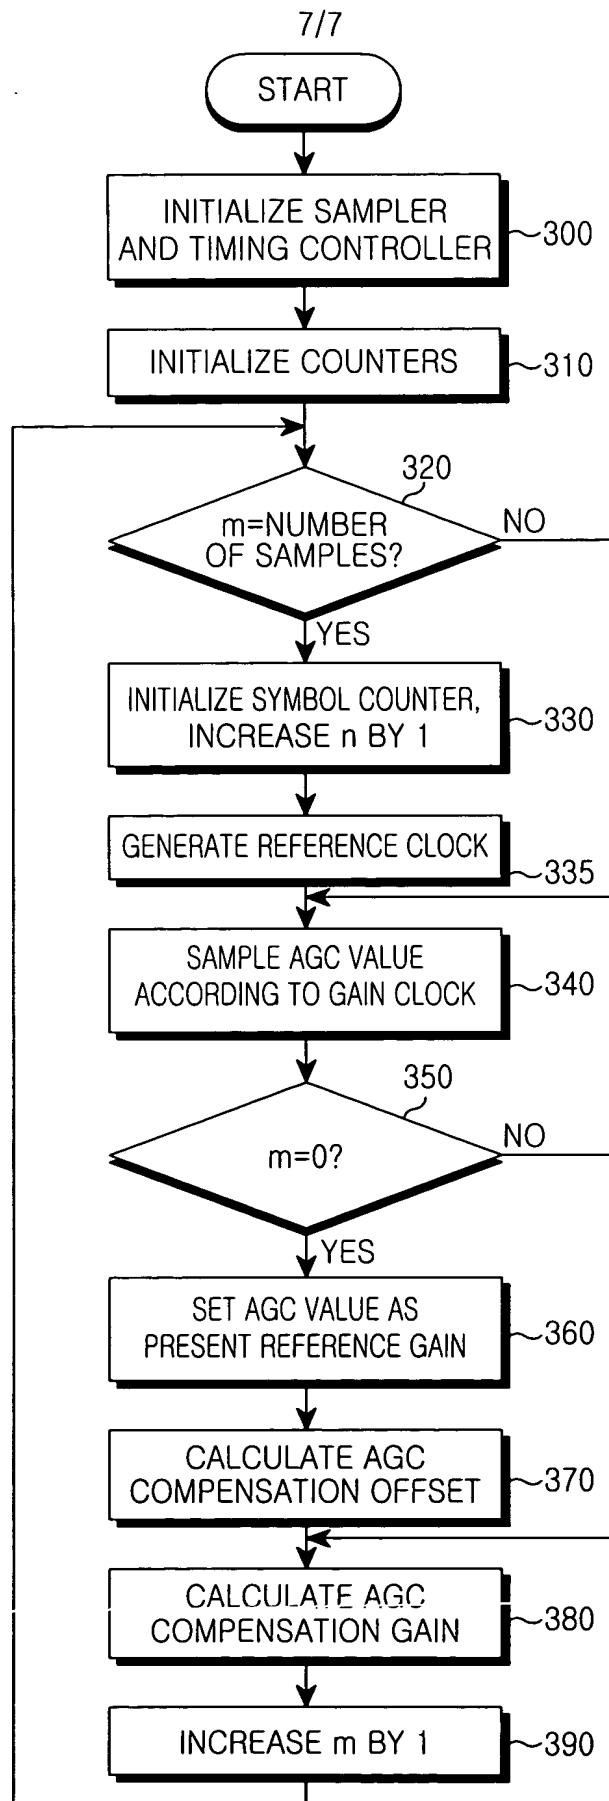 7/7
START
INITIALIZE SAMPLER
AND TIMING CONTROLLER
300
INITIALIZE COUNTERS
310
320
m=NUMBER
OF SAMPLES?
NO
YES
INITIALIZE SYMBOL COUNTER,
INCREASE n BY 1
330
GENERATE REFERENCE CLOCK
335
SAMPLE AGC VALUE
ACCORDING TO GAIN CLOCK
340
350
m=0?
NO
YES
SET AGC VALUE AS
PRESENT REFERENCE GAIN
360
CALCULATE AGC
COMPENSATION OFFSET
370
CALCULATE AGC
COMPENSATION GAIN
380
INCREASE m BY 1
390